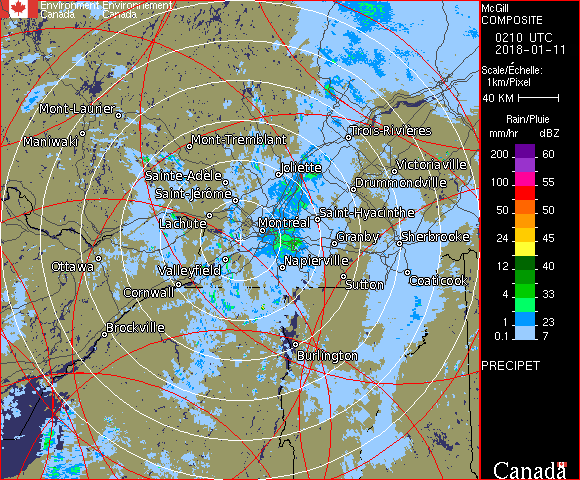 Environment Environnement
Canada Canada
McGill
COMPOSITE
0210 UTC
2018-01-11
Scale/Échelle:
1km/Pixel
40 KM
Rain/Pluie
mm/hr dBZ
200 60
100 55
50 50
24 45
12 40
4 33
1 23
0.1 7
PRECIPET
Canada
Mont-Laurier
Maniwaki
Mont-Tremblant
Trois-Rivières
Sainte-Adèle
Joliette
Victoriaville
Drummondville
Saint-Jérôme
Lachute
Montréal
Saint-Hyacinthe
Granby
Sherbrooke
Ottawa
Valleyfield
Napierville
Cornwall
Sutton
Coaticook
Brockville
Burlington